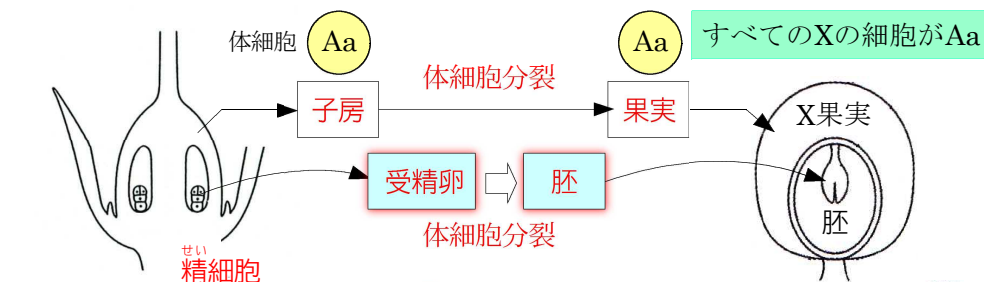 体細胞
Aa
Aa
すべてのXの細胞がAa
体細胞分裂
子房
果実
X果実
受精卵
胚
体細胞分裂
胚
せい
精細胞